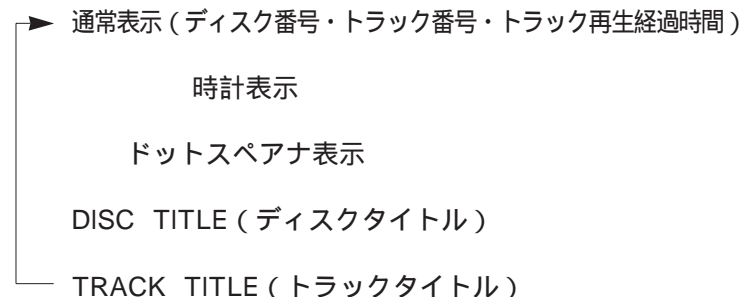 通常表示(ディスク番号・トラック番号・トラック再生経過時間)
時計表示
ドットスペアナ表示
DISC TITLE(ディスクタイトル)
TRACK TITLE(トラックタイトル)